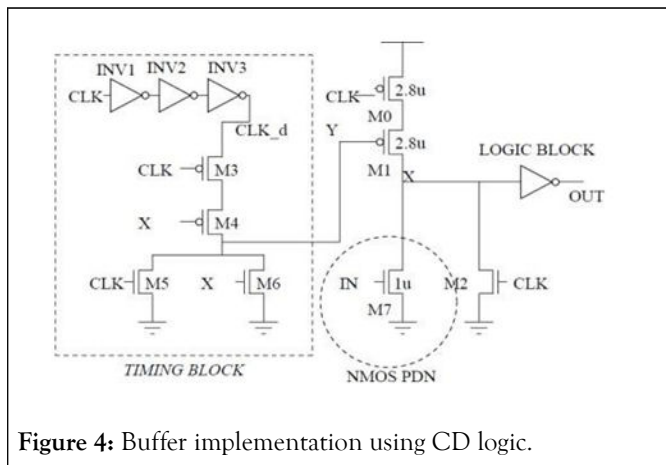 INV1 INV2 INV3
CLK
CLK_d
CLK
M3
X
M4
CLK
M5
X
M6
TIMING BLOCK
CLK
2.8u
M0
Y
2.8u
M1
X
LOGIC BLOCK
OUT
IN
1u
M7
M2
CLK
NMOS PDN
Figure 4: Buffer implementation using CD logic.